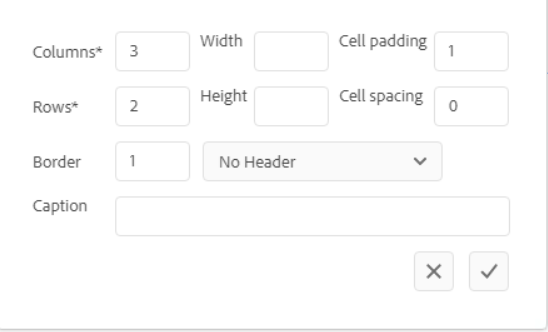 Columns* 3 Width Cell padding 1
Rows* 2 Height Cell spacing 0
Border 1 No Header
Caption